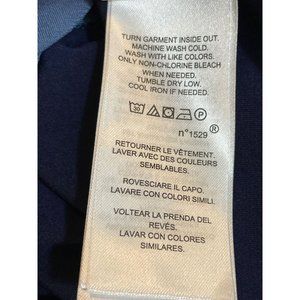 TURN GARMENT INSIDE OUT.
MACHINE WASH COLD.
WASH WITH LIKE COLORS.
ONLY NON-CHLORINE BLEACH
WHEN NEEDED.
TUMBLE DRY LOW.
COOL IRON IF NEEDED.
30 P
n°1529 ®
RETOURNER LE VÊTEMENT.
LAVER AVEC DES COULEURS
SEMBLABLES.
ROVESCIARE IL CAPO.
LAVARE CON COLORI SIMILI.
VOLTEAR LA PRENDA DEL
REVÉS.
LAVAR CON COLORES
SIMILARES.